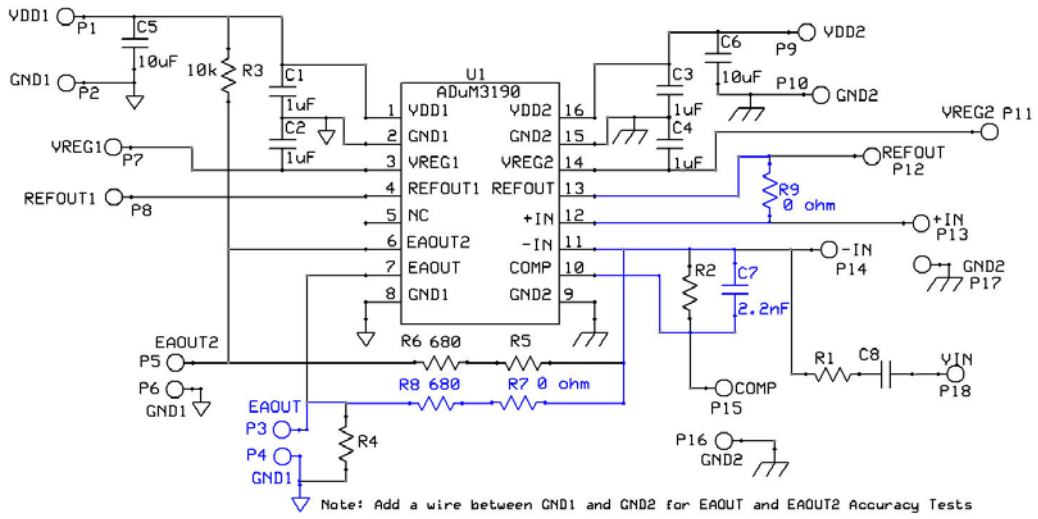 VDD1
P1
C5
10uF
GND1
P2
10k
R3
C1
1uF
C2
1uF
VREG1
P7
REFOUT1
P8
U1
ADuM3190
1 VDD1
2 GND1
3 VREG1
4 REFOUT1
5 NC
6 EAOUT2
7 EAOUT
8 GND1
VDD2 16
GND2 15
VREG2 14
REFOUT 13
+IN 12
-IN 11
COMP 10
GND2 9
C3
1uF
C4
1uF
C6
10uF
P9
VDD2
P10
GND2
VREG2 P11
REFOUT
P12
R9
0 ohm
+IN
P13
-IN
P14
GND2
P17
R2
C7
2.2nF
R1
C8
VIN
P18
COMP
P15
P16
GND2
EAOUT2
P5
P6
GND1
R6 680
R5
R8 680
R7 0 ohm
EAOUT
P3
R4
P4
GND1
Note: Add a wire between GND1 and GND2 for EAOUT and EAOUT2 Accuracy Tests